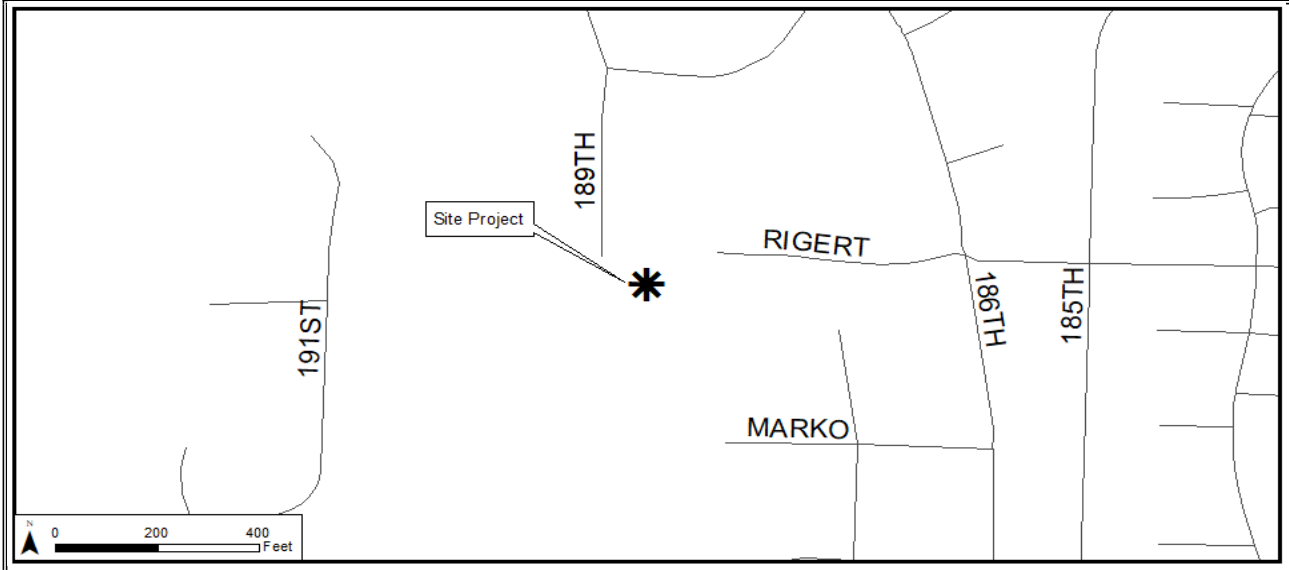 189TH
Site Project
RIGERT
191ST
186TH
185TH
MARKO
N
0 200 400
Feet